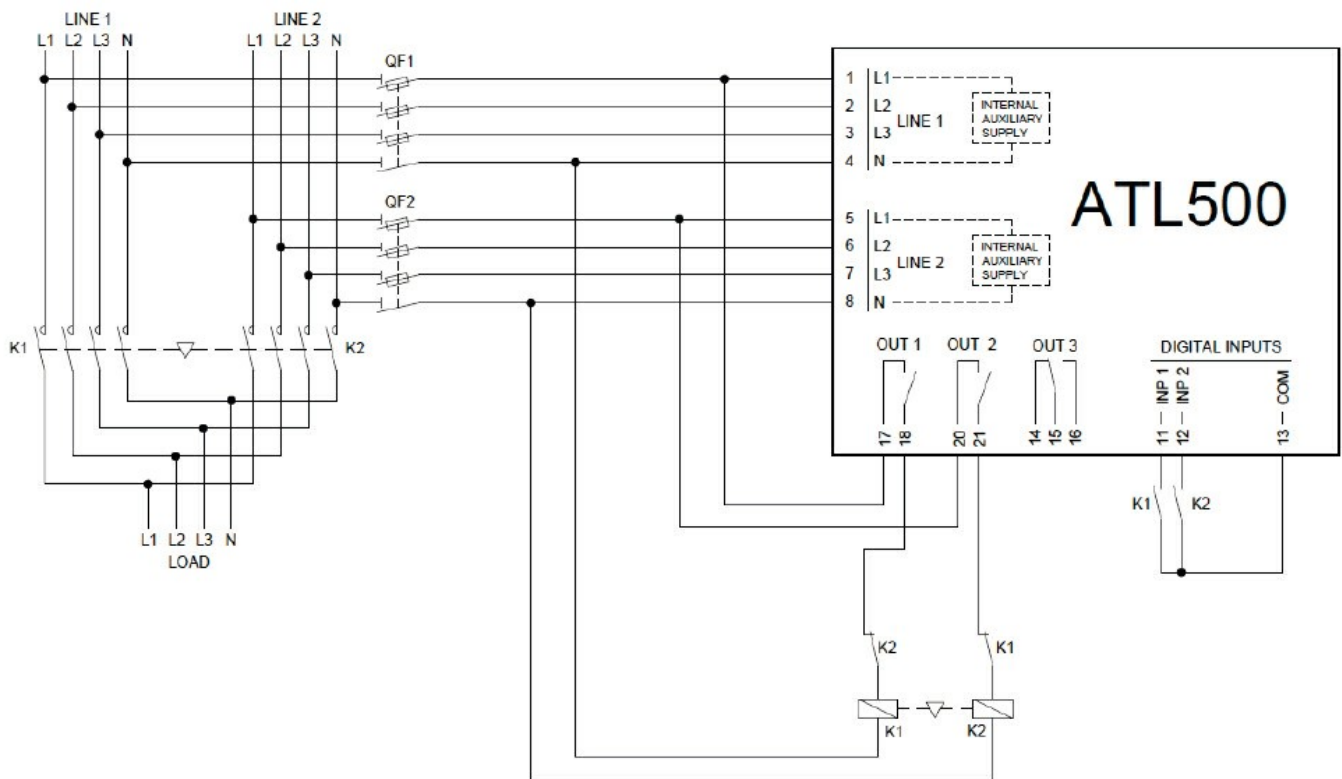 LINE 1
LINE 2
L1 L2 L3 N
L1 L2 L3 N
QF1
1 L1
2 L2
3 L3
4 N
LINE 1
INTERNAL
AUXILIARY
SUPPLY
ATL500
QF2
5 L1
6 L2
7 L3
8 N
LINE 2
INTERNAL
AUXILIARY
SUPPLY
K1
K2
OUT 1
OUT 2
OUT 3
DIGITAL INPUTS
17
18
20
21
14
15
16
11 INP 1
12 INP 2
13 COM
K1
K2
L1 L2 L3 N
LOAD
K2
K1
K1
K2